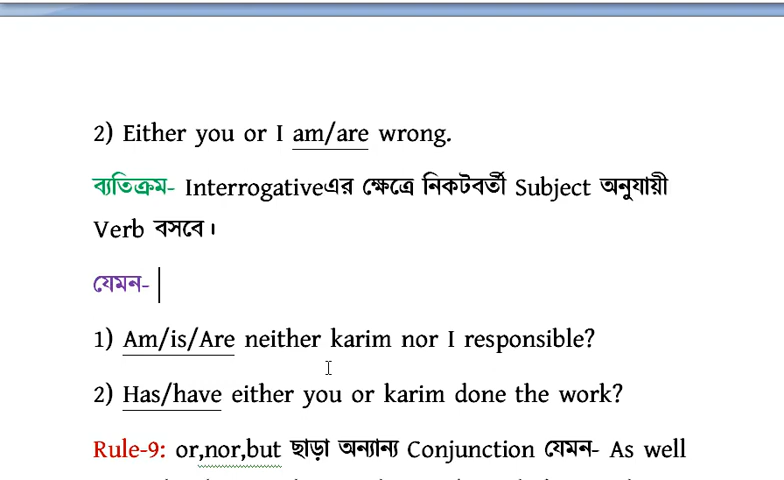 2) Either you or I am/are wrong.
ব্যতিক্রম- Interrogativeএর ক্ষেত্রে নিকটবর্তী Subject অনুযায়ী
Verb বসবে।
যেমন-
1) Am/is/Are neither karim nor I responsible?
2) Has/have either you or karim done the work?
Rule-9: or,nor,but ছাড়া অন্যান্য Conjunction যেমন- As well